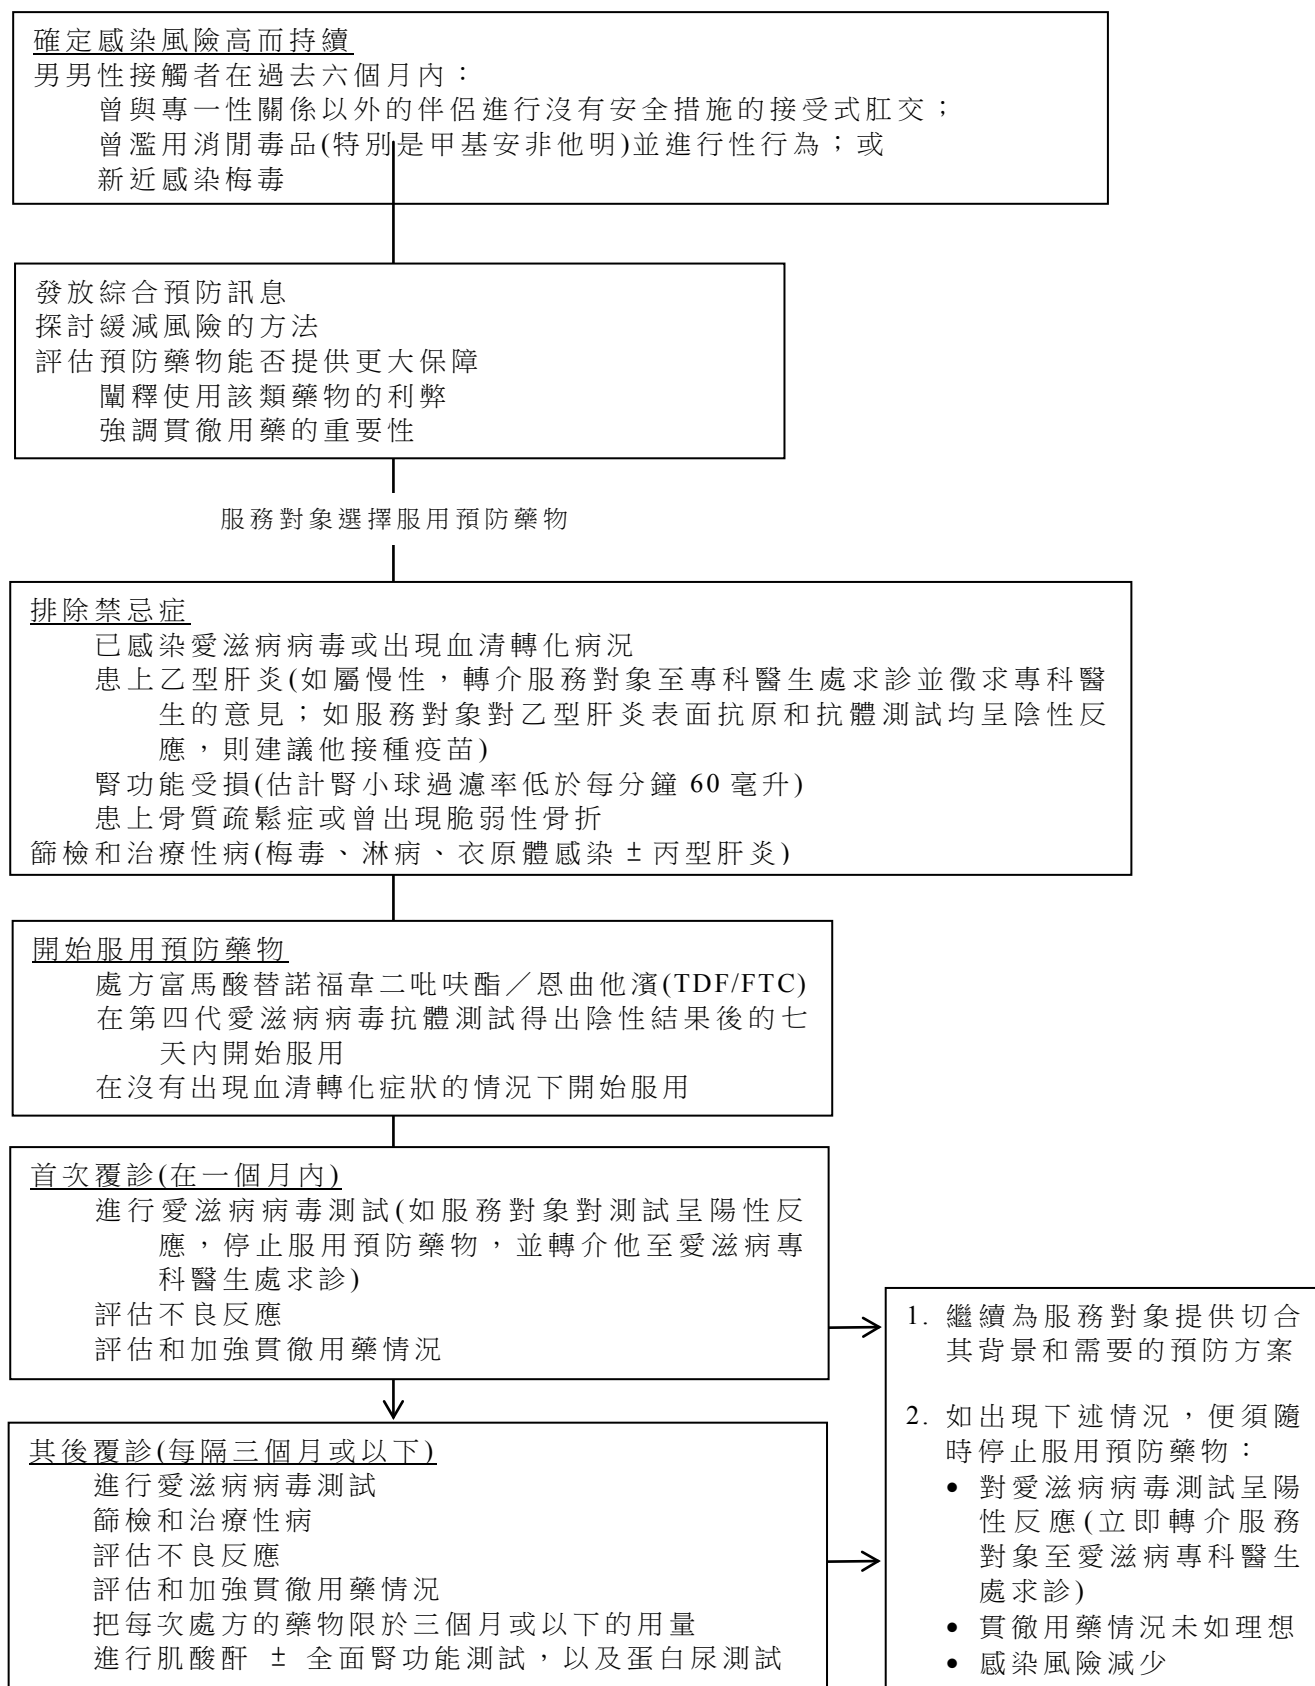 確定感染風險高而持續
男男性接觸者在過去六個月內：
曾與專一性關係以外的伴侶進行沒有安全措施的接受式肛交；
曾濫用消閒毒品(特別是甲基安非他明)並進行性行為；或
新近感染梅毒
發放綜合預防訊息
探討緩減風險的方法
評估預防藥物能否提供更大保障
闡釋使用該類藥物的利弊
強調貫徹用藥的重要性
服務對象選擇服用預防藥物
排除禁忌症
已感染愛滋病病毒或出現血清轉化病況
患上乙型肝炎(如屬慢性，轉介服務對象至專科醫生處求診並徵求專科醫
生的意見；如服務對象對乙型肝炎表面抗原和抗體測試均呈陰性反
應，則建議他接種疫苗)
腎功能受損(估計腎小球過濾率低於每分鐘 60 毫升)
患上骨質疏鬆症或曾出現脆弱性骨折
篩檢和治療性病(梅毒、淋病、衣原體感染 ± 丙型肝炎)
開始服用預防藥物
處方富馬酸替諾福韋二吡呋酯／恩曲他濱(TDF/FTC)
在第四代愛滋病病毒抗體測試得出陰性結果後的七
天內開始服用
在沒有出現血清轉化症狀的情況下開始服用
首次覆診(在一個月內)
進行愛滋病病毒測試(如服務對象對測試呈陽性反
應，停止服用預防藥物，並轉介他至愛滋病專
科醫生處求診)
評估不良反應
評估和加強貫徹用藥情況
其後覆診(每隔三個月或以下)
進行愛滋病病毒測試
篩檢和治療性病
評估不良反應
評估和加強貫徹用藥情況
把每次處方的藥物限於三個月或以下的用量
進行肌酸酐 ± 全面腎功能測試，以及蛋白尿測試
1. 繼續為服務對象提供切合
其背景和需要的預防方案
2. 如出現下述情況，便須隨
時停止服用預防藥物：
• 對愛滋病病毒測試呈陽
性反應(立即轉介服務
對象至愛滋病專科醫生
處求診)
• 貫徹用藥情況未如理想
• 感染風險減少